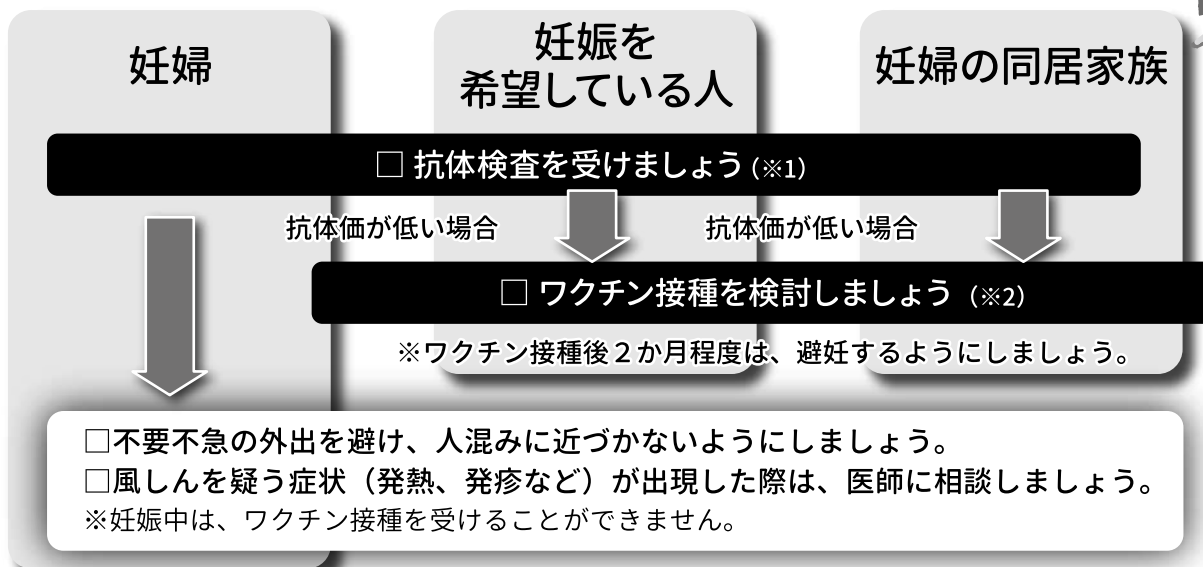 妊婦
妊娠を
希望している人
妊婦の同居家族
□ 抗体検査を受けましょう（※1）
抗体価が低い場合
抗体価が低い場合
□ ワクチン接種を検討しましょう（※2）
※ワクチン接種後２か月程度は、避妊するようにしましょう。
□不要不急の外出を避け、人混みに近づかないようにしましょう。
□風しんを疑う症状（発熱、発疹など）が出現した際は、医師に相談しましょう。
※妊娠中は、ワクチン接種を受けることができません。